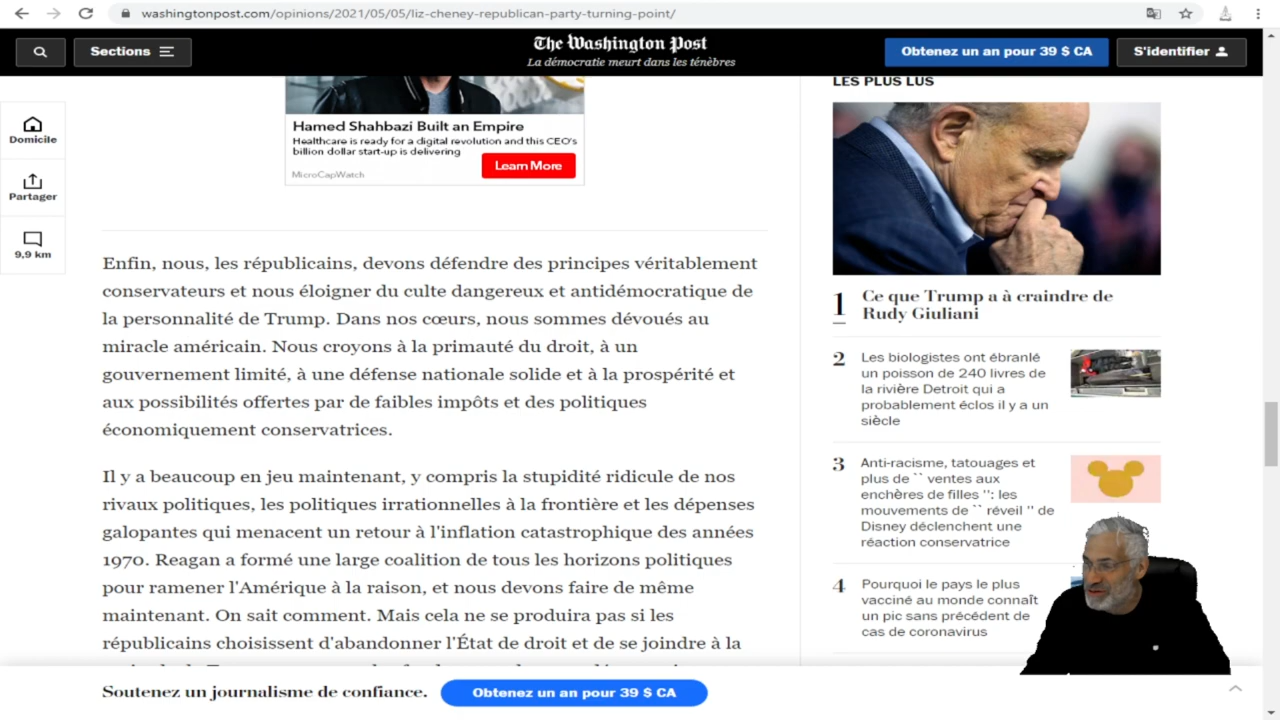 washingtonpost.com/opinions/2021/05/05/liz-cheney-republican-party-turning-point/
Sections
The Washington Post
La démocratie meurt dans les ténèbres
Obtenez un an pour 39 $ CA
S'identifier
Domicile
Partager
9,9 km
Hamed Shahbazi Built an Empire
Healthcare is ready for a digital revolution and this CEO's
billion dollar start-up is delivering
Learn More
MicroCapWatch
Enfin, nous, les républicains, devons défendre des principes véritablement
conservateurs et nous éloigner du culte dangereux et antidémocratique de
la personnalité de Trump. Dans nos cœurs, nous sommes dévoués au
miracle américain. Nous croyons à la primauté du droit, à un
gouvernement limité, à une défense nationale solide et à la prospérité et
aux possibilités offertes par de faibles impôts et des politiques
économiquement conservatrices.
Il y a beaucoup en jeu maintenant, y compris la stupidité ridicule de nos
rivaux politiques, les politiques irrationnelles à la frontière et les dépenses
galopantes qui menacent un retour à l'inflation catastrophique des années
1970. Reagan a formé une large coalition de tous les horizons politiques
pour ramener l'Amérique à la raison, et nous devons faire de même
maintenant. On sait comment. Mais cela ne se produira pas si les
républicains choisissent d'abandonner l'État de droit et de se joindre à la
LES PLUS LUS
1
Ce que Trump a à craindre de
Rudy Giuliani
2
Les biologistes ont ébranlé
un poisson de 240 livres de
la rivière Detroit qui a
probablement éclos il y a un
siècle
3
Anti-racisme, tatouages et
plus de `` ventes aux
enchères de filles '': les
mouvements de `` réveil '' de
Disney déclenchent une
réaction conservatrice
4
Pourquoi le pays le plus
vacciné au monde connaît
un pic sans précédent de
cas de coronavirus
Soutenez un journalisme de confiance.
Obtenez un an pour 39 $ CA